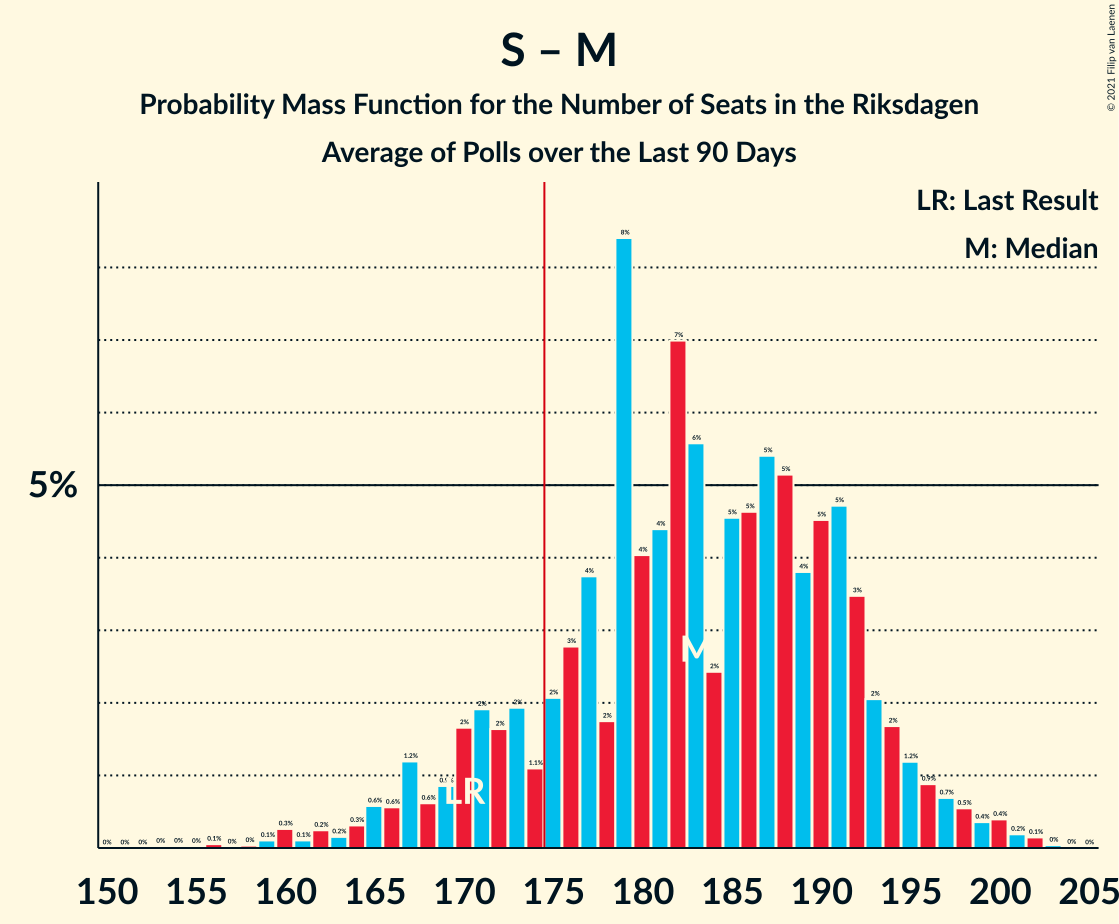 S – M
Probability Mass Function for the Number of Seats in the Riksdagen
Average of Polls over the Last 90 Days
© 2021 Filip van Laenen
LR: Last Result
M: Median
5%
0% 0% 0% 0% 0% 0% 0.1% 0% 0% 0.1% 0.3% 0.1% 0.2% 0.2% 0.3% 0.6% 0.6% 1.2% 0.6% 0.9% 2% 2% 2% 2% 1.1% 2% 3% 4% 2% 8% 4% 4% 7% 6% 2% 5% 5% 5% 5% 4% 5% 5% 3% 2% 2% 1.2% 0.9% 0.7% 0.5% 0.4% 0.4% 0.2% 0.1% 0% 0% 0%
LR
M
150 155 160 165 170 175 180 185 190 195 200 205